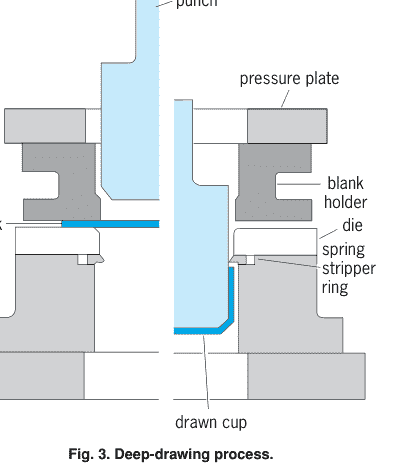 punch
pressure plate
blank
holder
die
spring
stripper
ring
k
drawn cup
Fig. 3. Deep-drawing process.